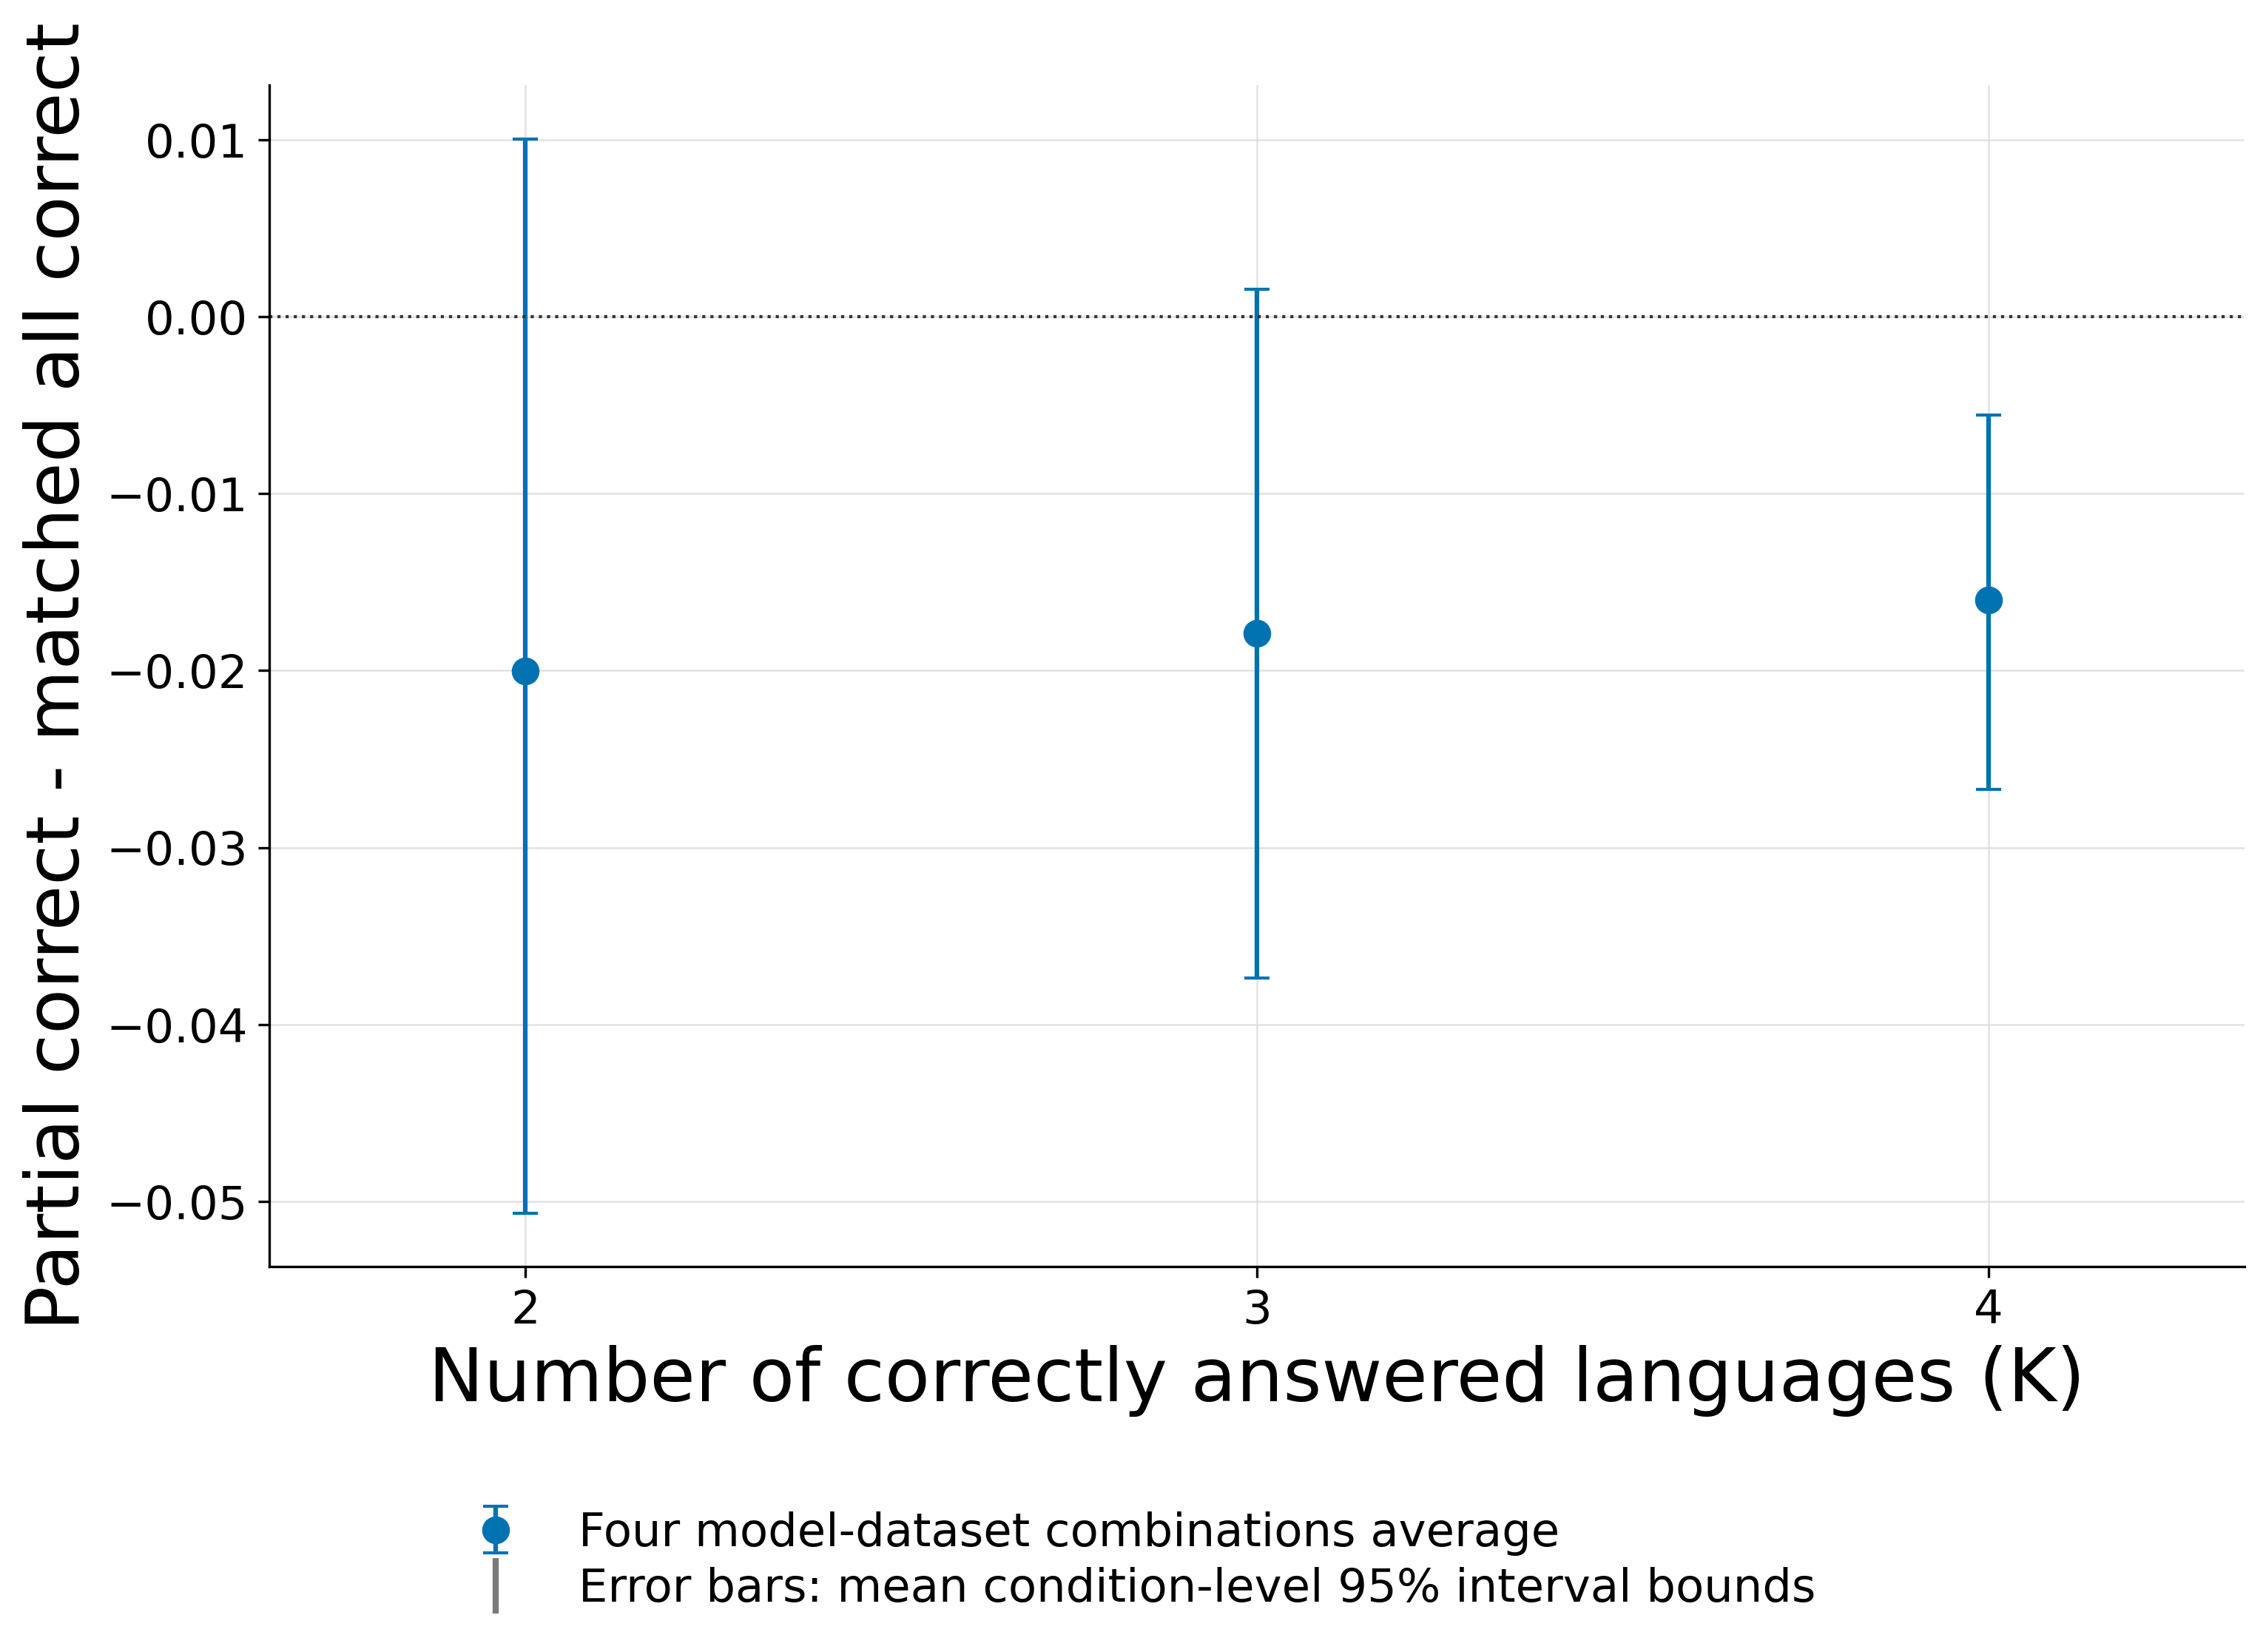 Partial correct - matched all correct
0.01
0.00
−0.01
−0.02
−0.03
−0.04
−0.05
2 3 4
Number of correctly answered languages (K)
Four model-dataset combinations average
Error bars: mean condition-level 95% interval bounds